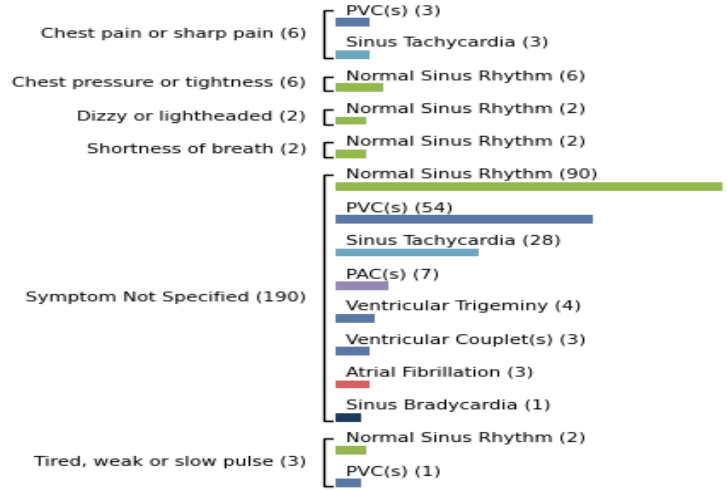 Chest pain or sharp pain (6)
PVC(s) (3)
Sinus Tachycardia (3)
Chest pressure or tightness (6)
Normal Sinus Rhythm (6)
Dizzy or lightheaded (2)
Normal Sinus Rhythm (2)
Shortness of breath (2)
Normal Sinus Rhythm (2)
Symptom Not Specified (190)
Normal Sinus Rhythm (90)
PVC(s) (54)
Sinus Tachycardia (28)
PAC(s) (7)
Ventricular Trigeminy (4)
Ventricular Couplet(s) (3)
Atrial Fibrillation (3)
Sinus Bradycardia (1)
Tired, weak or slow pulse (3)
Normal Sinus Rhythm (2)
PVC(s) (1)